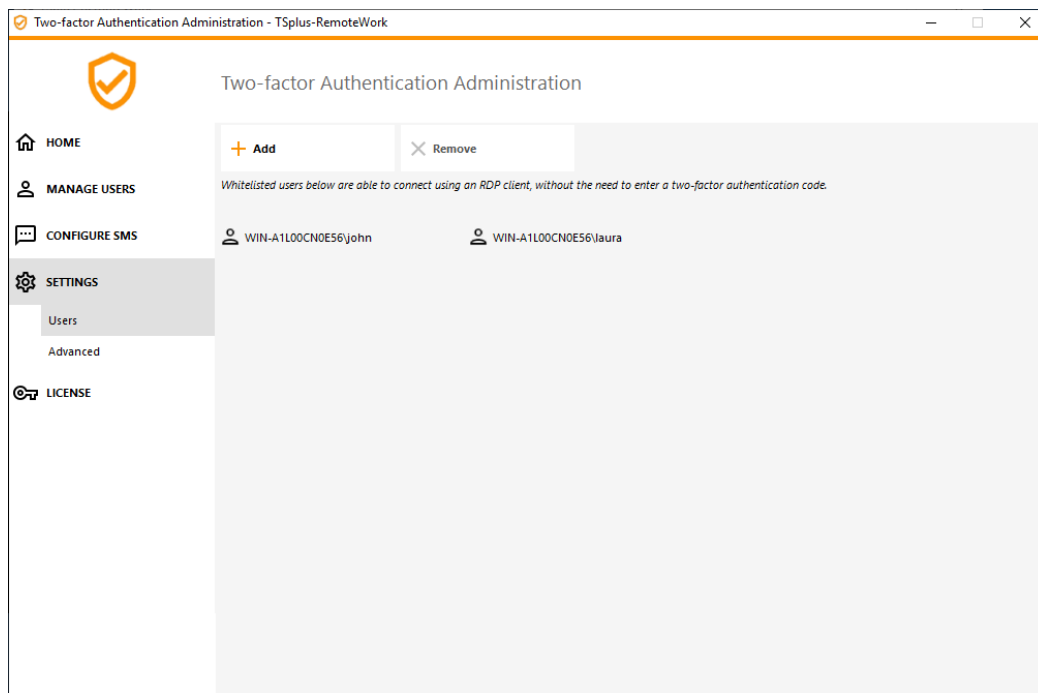 Two-factor Authentication Administration - TSplus-RemoteWork
Two-factor Authentication Administration
HOME
MANAGE USERS
CONFIGURE SMS
SETTINGS
Users
Advanced
LICENSE
Add
Remove
Whitelisted users below are able to connect using an RDP client, without the need to enter a two-factor authentication code.
WIN-A1L00CN0E56\john
WIN-A1L00CN0E56\laura